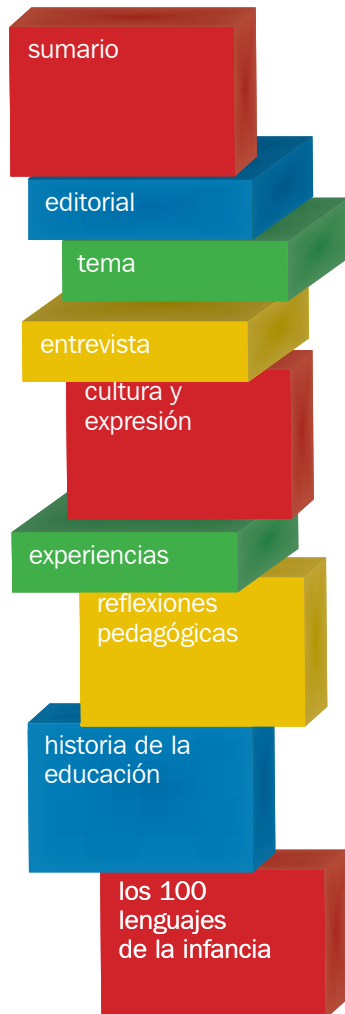 sumario
editorial
tema
entrevista
cultura y
expresión
experiencias
reflexiones
pedagógicas
historia de la
educación
los 100
lenguajes
de la infancia